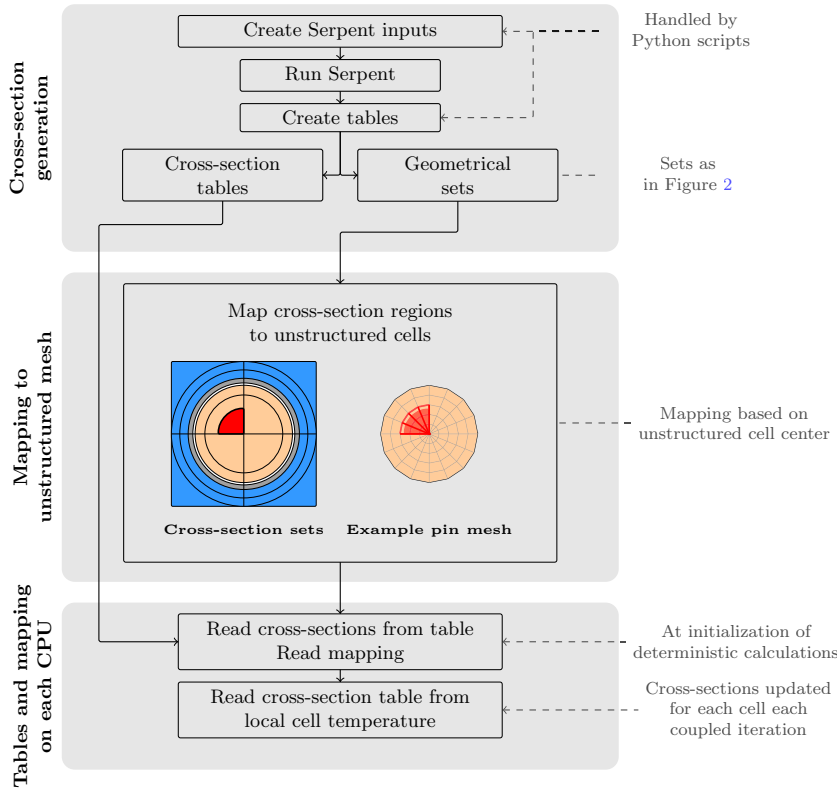 Create Serpent inputs
Handled by
Python scripts
Run Serpent
Create tables
Cross-section
generation
Cross-section
tables
Geometrical
sets
Sets as
in Figure 2
Map cross-section regions
to unstructured cells
Mapping to
unstructured mesh
Mapping based on
unstructured cell center
Cross-section sets
Example pin mesh
Tables and mapping
on each CPU
Read cross-sections from table
Read mapping
At initialization of
deterministic calculations
Read cross-section table from
local cell temperature
Cross-sections updated
for each cell each
coupled iteration